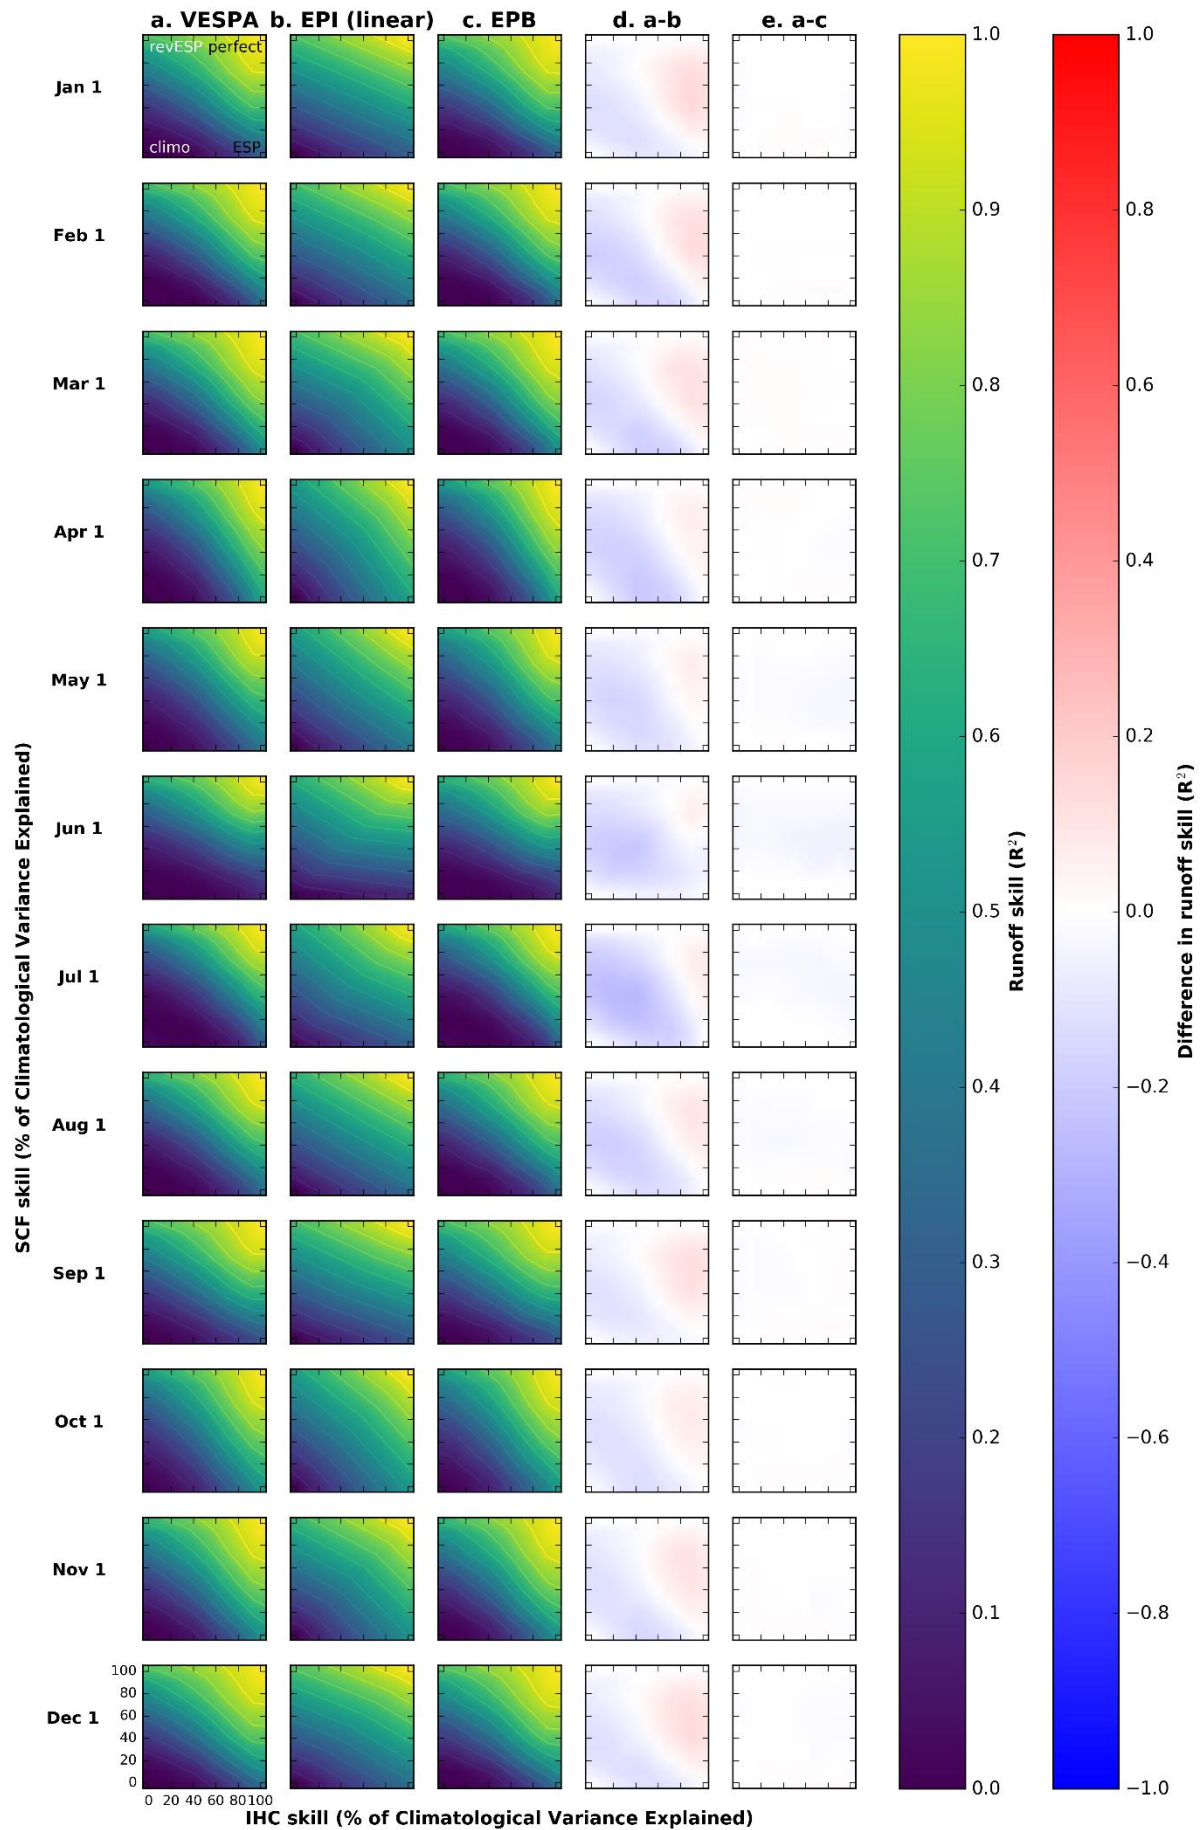 a. VESPA b. EPI (linear) c. EPB d. a-b e. a-c
revESP perfect
climo ESP
Jan 1
Feb 1
Mar 1
Apr 1
May 1
Jun 1
Jul 1
Aug 1
Sep 1
Oct 1
Nov 1
Dec 1
SCF skill (% of Climatological Variance Explained)
100
80
60
40
20
0
0 20 40 60 80 100
IHC skill (% of Climatological Variance Explained)
1.0
0.9
0.8
0.7
0.6
0.5
0.4
0.3
0.2
0.1
0.0
Runoff skill (R²)
1.0
0.8
0.6
0.4
0.2
0.0
−0.2
−0.4
−0.6
−0.8
−1.0
Difference in runoff skill (R²)